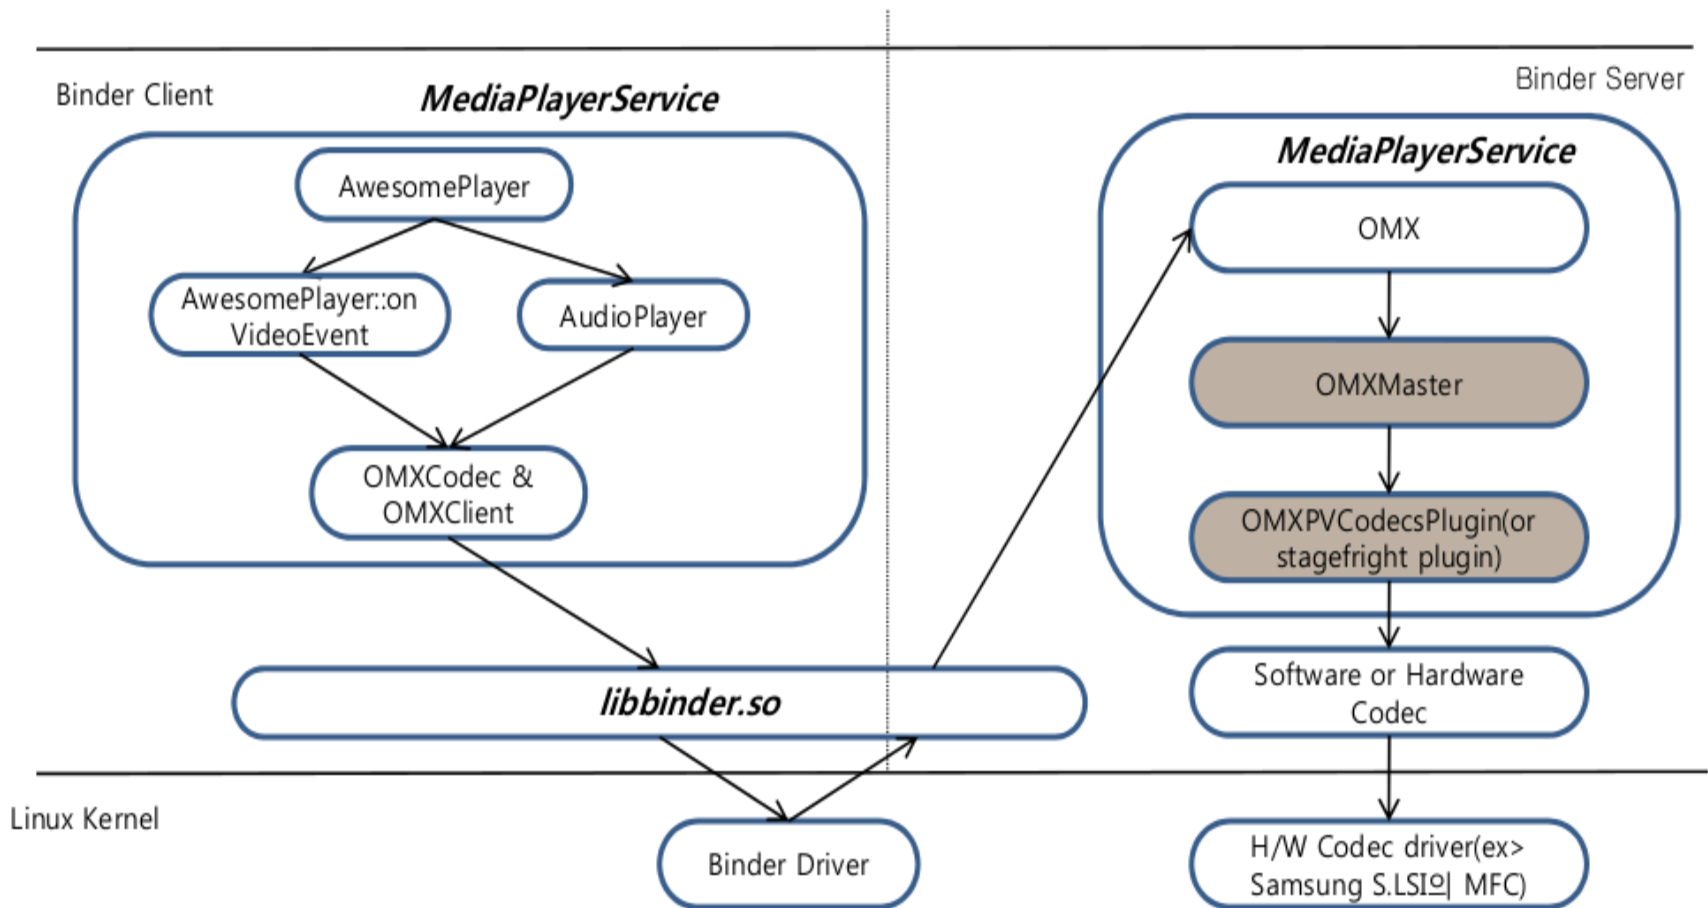 Binder Client
MediaPlayerService
AwesomePlayer
AwesomePlayer::on
VideoEvent
AudioPlayer
OMXCodec &
OMXClient
Binder Server
MediaPlayerService
OMX
OMXMaster
OMXPVCodecsPlugin(or
stagefright plugin)
Software or Hardware
Codec
libbinder.so
Linux Kernel
Binder Driver
H/W Codec driver(ex>
Samsung S.LSI의 MFC)